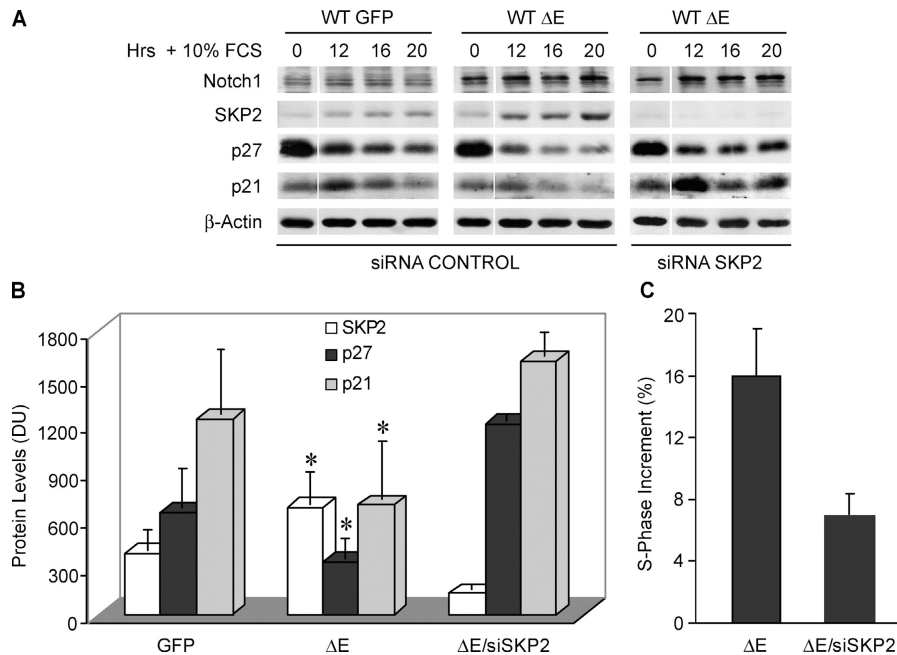 A
WT GFP WT ΔE WT ΔE
Hrs + 10% FCS 0 12 16 20 0 12 16 20 0 12 16 20
Notch1
SKP2
p27
p21
β-Actin
siRNA CONTROL siRNA SKP2
B
Protein Levels (DU)
1800
1500
1200
900
600
300
0
SKP2
p27
p21
*
*
*
GFP ΔE ΔE/siSKP2
C
S-Phase Increment (%)
20
16
12
8
4
0
ΔE ΔE/siSKP2